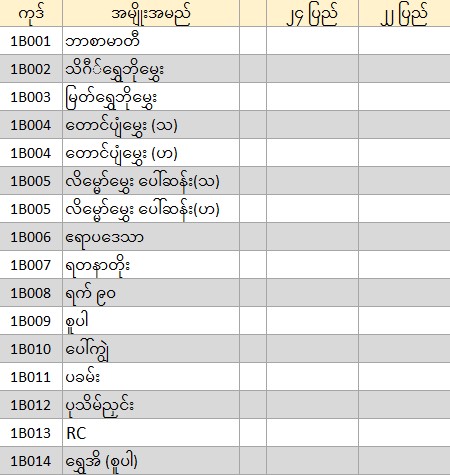 ကုဒ် အမျိုးအမည် ၂၄ ပြည် ၂၂ ပြည်
1B001 ဘာစာမာတီ
1B002 သိဂီ်ရွှေဘိုမွှေး
1B003 မြတ်ရွှေဘိုမွှေး
1B004 တောင်ပျံမွှေး (သ)
1B004 တောင်ပျံမွှေး (ဟ)
1B005 လိမ္မော်မွှေး ပေါ်ဆန်း(သ)
1B005 လိမ္မော်မွှေး ပေါ်ဆန်း(ဟ)
1B006 ဧရာပဒေသာ
1B007 ရတနာတိုး
1B008 ရက် ၉၀
1B009 စူပါ
1B010 ပေါ်ကျွဲ
1B011 ပခမ်း
1B012 ပုသိမ်ညှင်း
1B013 RC
1B014 ရွှေအိ (စူပါ)